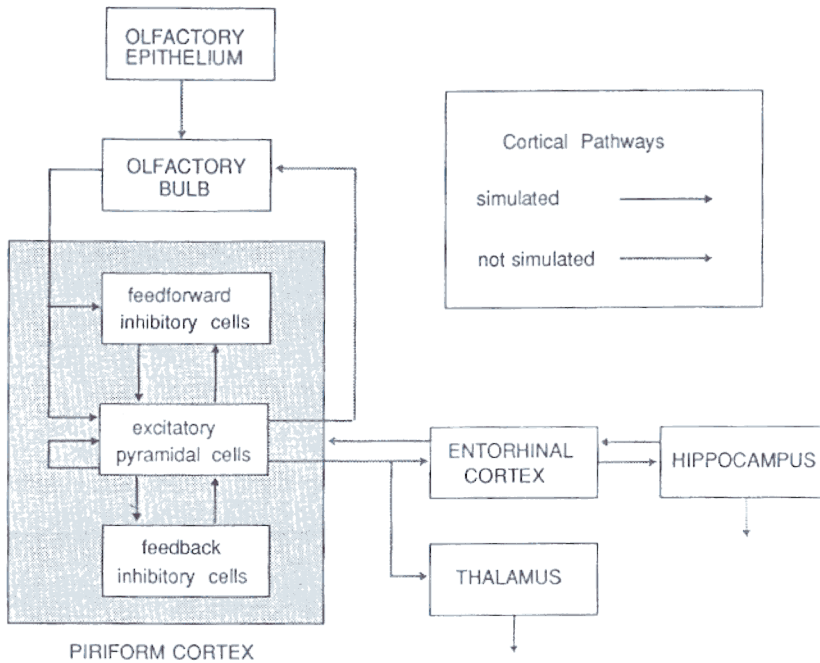 OLFACTORY
EPITHELIUM
OLFACTORY
BULB
Cortical Pathways
simulated
not simulated
feedforward
inhibitory cells
excitatory
pyramidal cells
feedback
inhibitory cells
ENTORHINAL
CORTEX
HIPPOCAMPUS
THALAMUS
PIRIFORM CORTEX